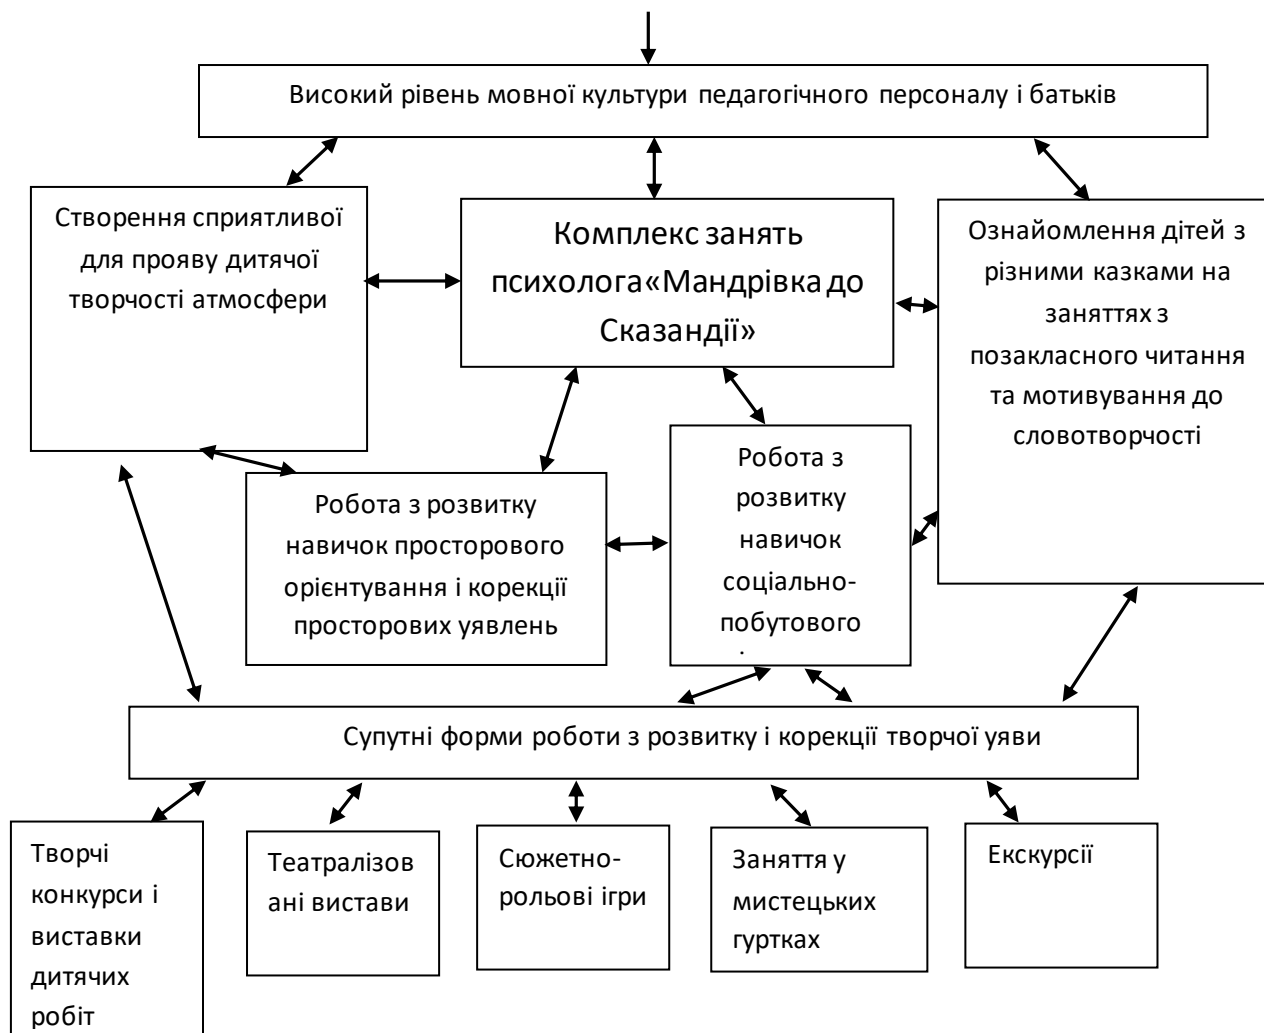 Високий рівень мовної культури педагогічного персоналу і батьків
Створення сприятливої
для прояву дитячої
творчості атмосфери
Комплекс занять
психолога«Мандрівка до
Сказандії»
Ознайомлення дітей з
різними казками на
заняттях з
позакласного читання
та мотивування до
словотворчості
Робота з розвитку
навичок просторового
орієнтування і корекції
просторових уявлень
Робота з
розвитку
навичок
соціально-
побутового
Супутні форми роботи з розвитку і корекції творчої уяви
Творчі
конкурси і
виставки
дитячих
робіт
Театралізов
ані вистави
Сюжетно-
рольові ігри
Заняття у
мистецьких
гуртках
Екскурсії